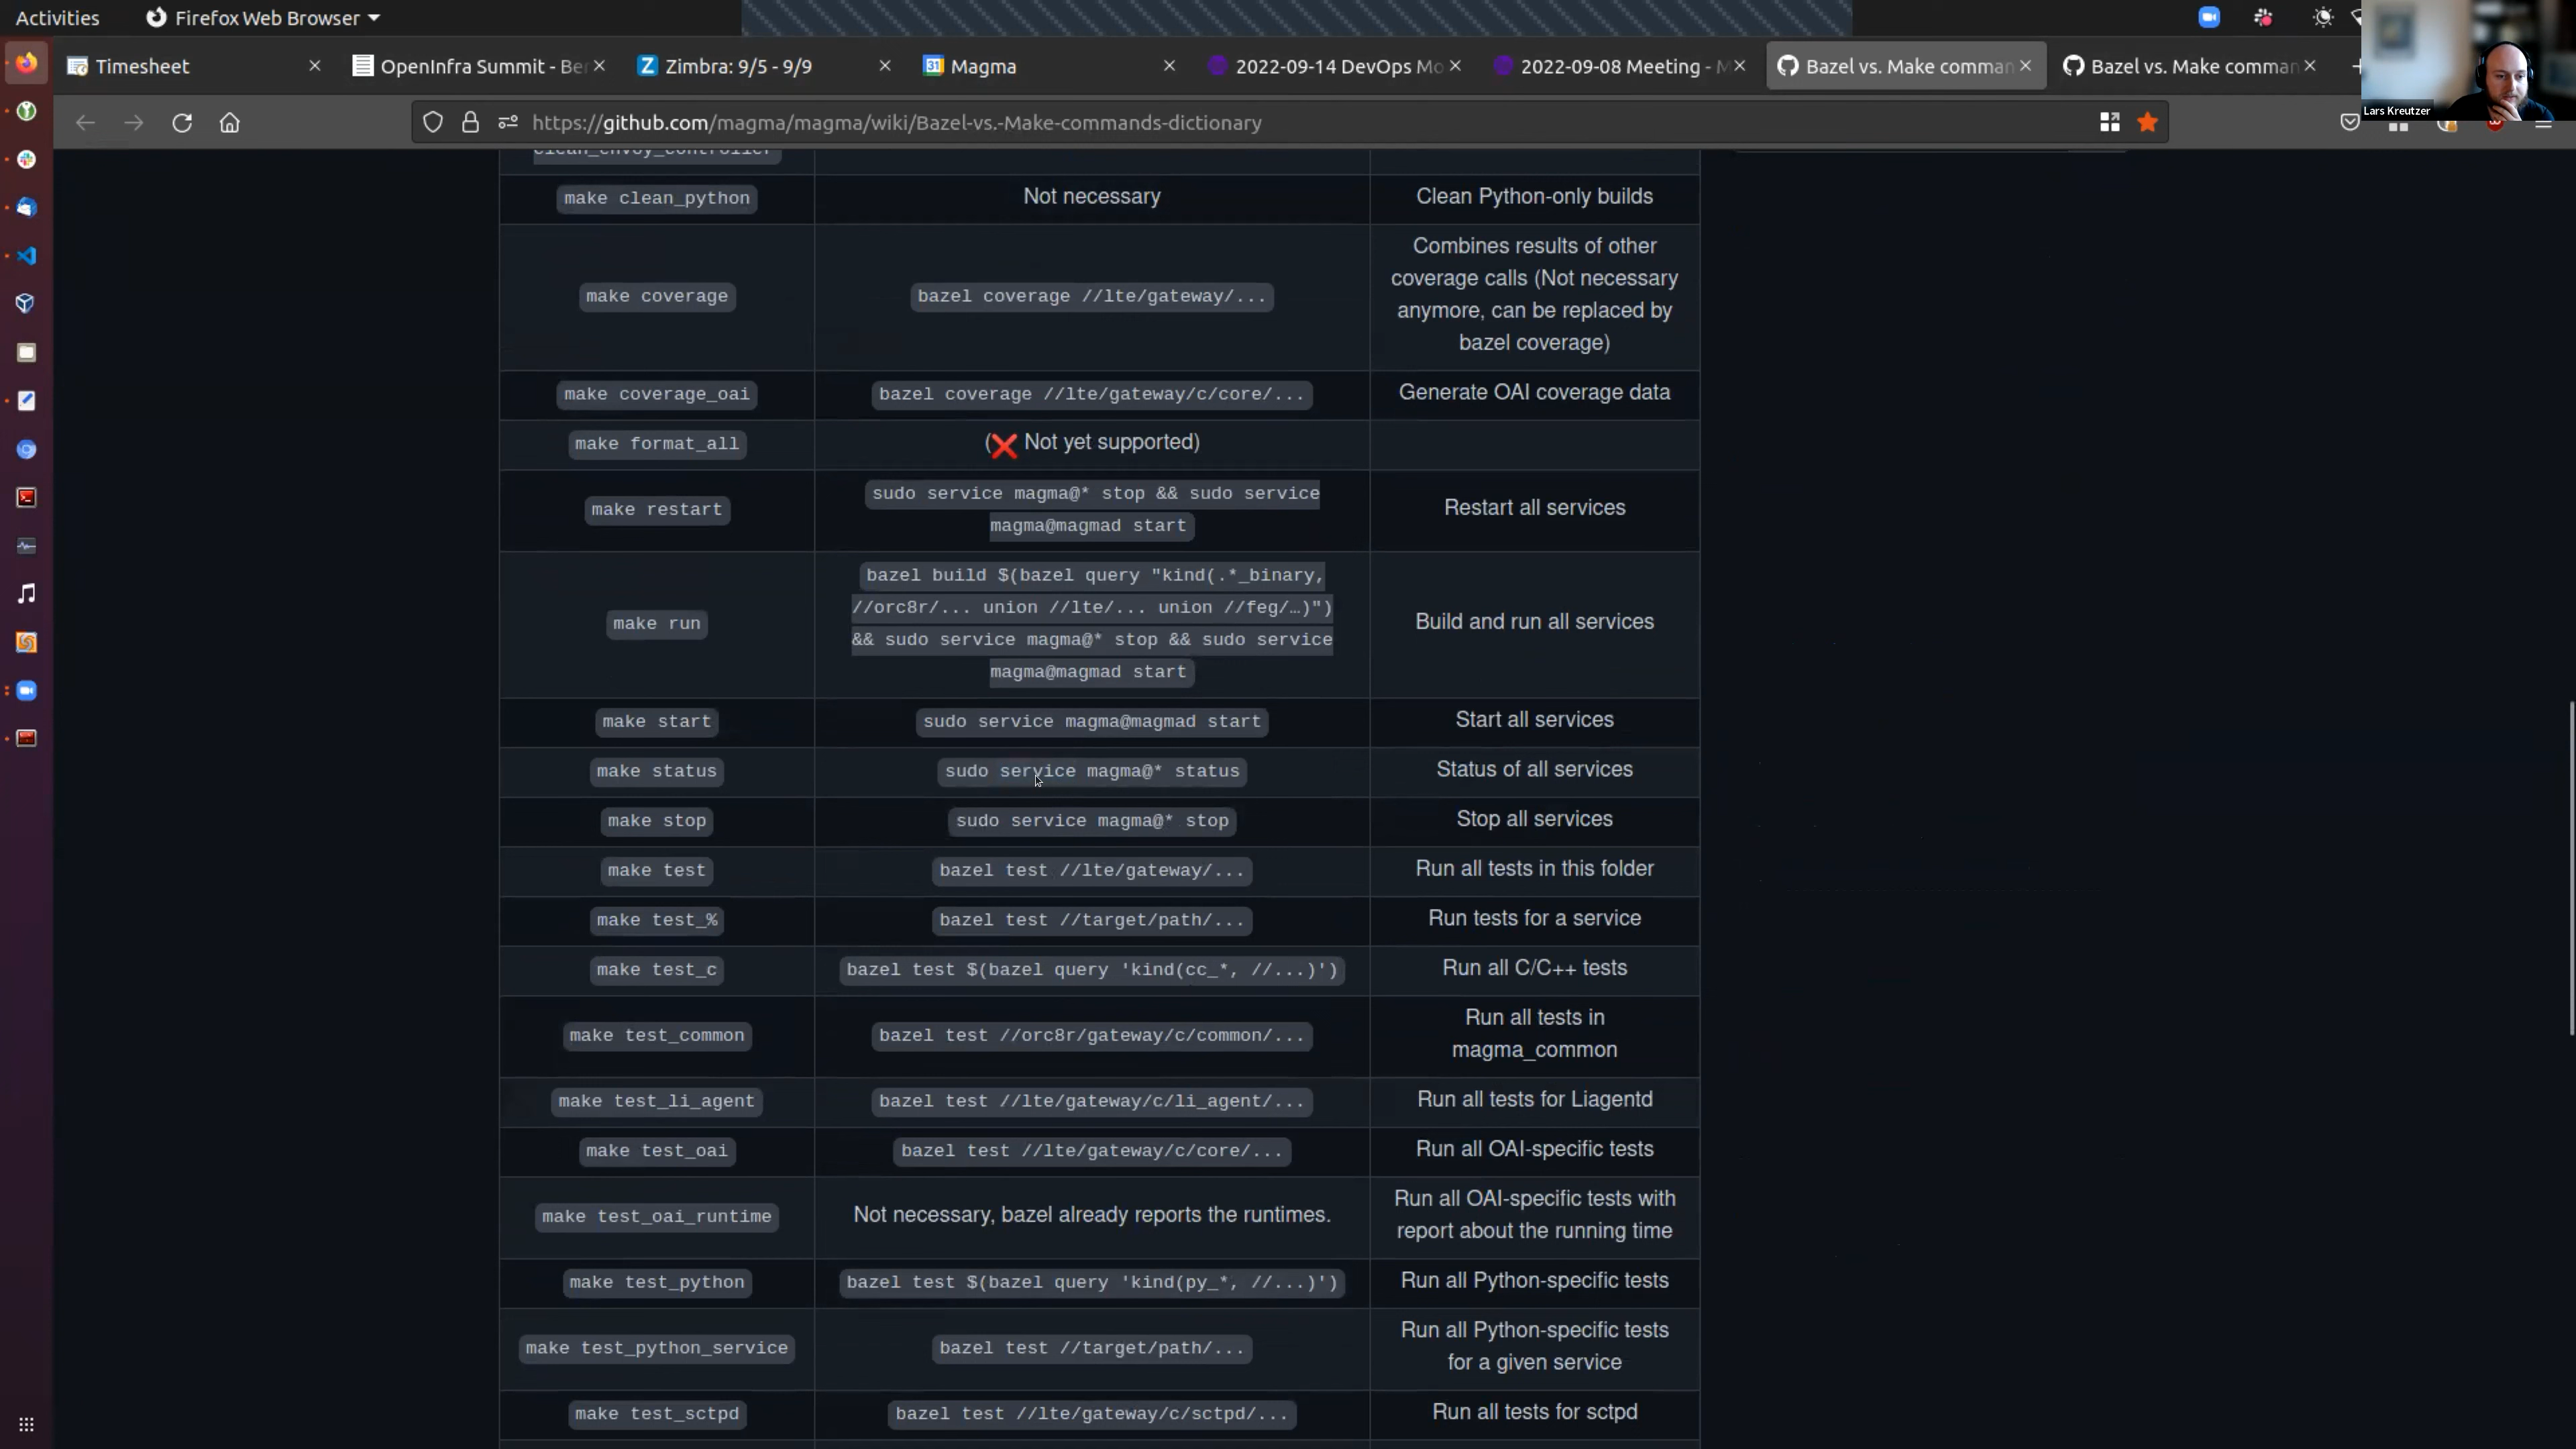 Activities
Firefox Web Browser
Timesheet
OpenInfra Summit - Be
Zimbra: 9/5 - 9/9
Magma
2022-09-14 DevOps Mo
2022-09-08 Meeting - M
Bazel vs. Make comman
Bazel vs. Make comman
https://github.com/magma/magma/wiki/Bazel-vs.-Make-commands-dictionary
Lars Kreutzer
clean_envoy_controller
make clean_python
Not necessary
Clean Python-only builds
make coverage
bazel coverage //lte/gateway/...
Combines results of other
coverage calls (Not necessary
anymore, can be replaced by
bazel coverage)
make coverage_oai
bazel coverage //lte/gateway/c/core/...
Generate OAI coverage data
make format_all
(❌ Not yet supported)
make restart
sudo service magma@* stop && sudo service
magma@magmad start
Restart all services
make run
bazel build $(bazel query "kind(.*_binary,
//orc8r/... union //lte/... union //feg/…)")
&& sudo service magma@* stop && sudo service
magma@magmad start
Build and run all services
make start
sudo service magma@magmad start
Start all services
make status
sudo service magma@* status
Status of all services
make stop
sudo service magma@* stop
Stop all services
make test
bazel test //lte/gateway/...
Run all tests in this folder
make test_%
bazel test //target/path/...
Run tests for a service
make test_c
bazel test $(bazel query 'kind(cc_*, //...)')
Run all C/C++ tests
make test_common
bazel test //orc8r/gateway/c/common/...
Run all tests in
magma_common
make test_li_agent
bazel test //lte/gateway/c/li_agent/...
Run all tests for Liagentd
make test_oai
bazel test //lte/gateway/c/core/...
Run all OAI-specific tests
make test_oai_runtime
Not necessary, bazel already reports the runtimes.
Run all OAI-specific tests with
report about the running time
make test_python
bazel test $(bazel query 'kind(py_*, //...)')
Run all Python-specific tests
make test_python_service
bazel test //target/path/...
Run all Python-specific tests
for a given service
make test_sctpd
bazel test //lte/gateway/c/sctpd/...
Run all tests for sctpd